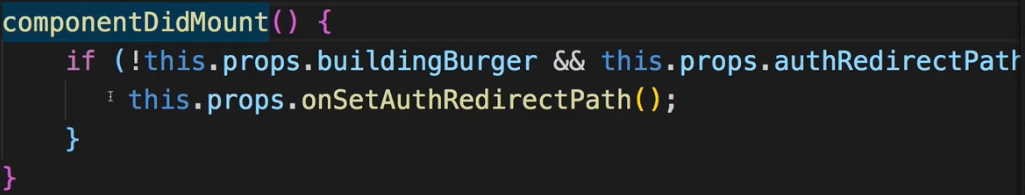 componentDidMount() {
if (!this.props.buildingBurger && this.props.authRedirectPath
this.props.onSetAuthRedirectPath();
}
}